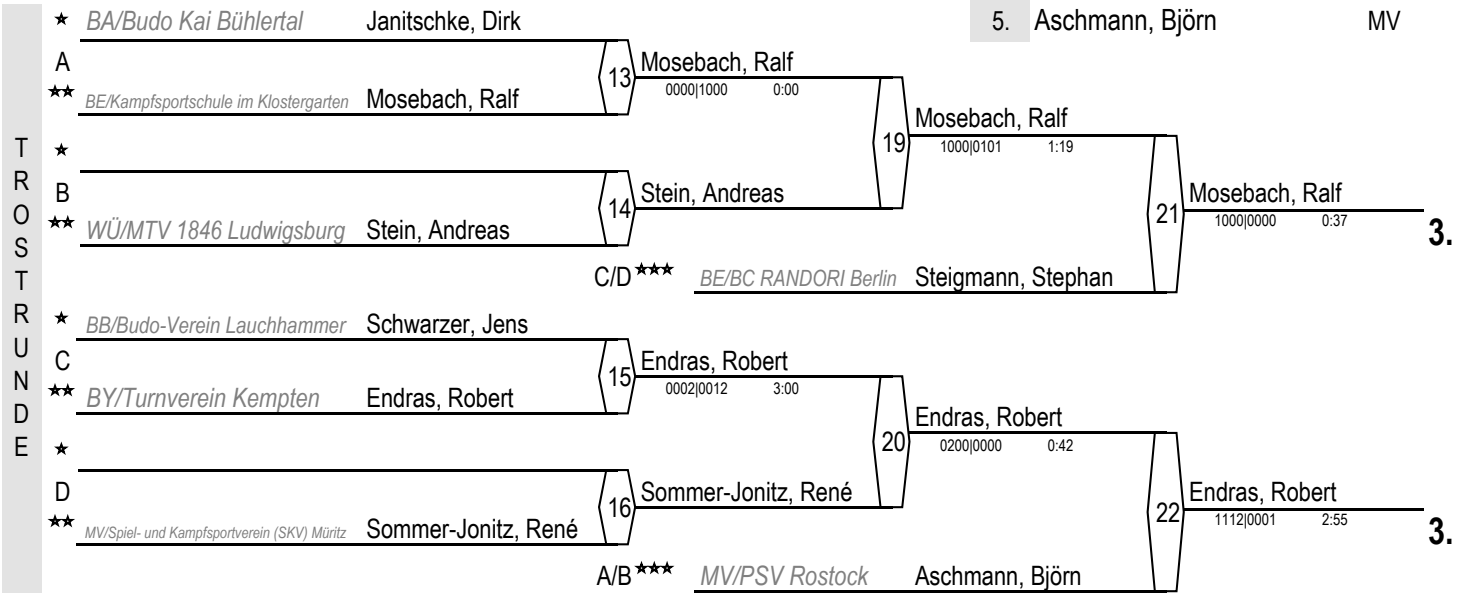 ★ BA/Budo Kai Bühlertal Janitschke, Dirk
5. Aschmann, Björn MV
A
13 Mosebach, Ralf
0000|1000 0:00
★★ BE/Kampfsportschule im Klostergarten Mosebach, Ralf
19 Mosebach, Ralf
1000|0101 1:19
★
B
14 Stein, Andreas
★★ WÜ/MTV 1846 Ludwigsburg Stein, Andreas
21 Mosebach, Ralf
1000|0000 0:37
3.
C/D ★★★ BE/BC RANDORI Berlin Steigmann, Stephan
TROSTRUNDE
★ BB/Budo-Verein Lauchhammer Schwarzer, Jens
C
15 Endras, Robert
0002|0012 3:00
★★ BY/Turnverein Kempten Endras, Robert
20 Endras, Robert
0200|0000 0:42
★
D
16 Sommer-Jonitz, René
★★ MV/Spiel- und Kampfsportverein (SKV) Müritz Sommer-Jonitz, René
22 Endras, Robert
1112|0001 2:55
3.
A/B ★★★ MV/PSV Rostock Aschmann, Björn